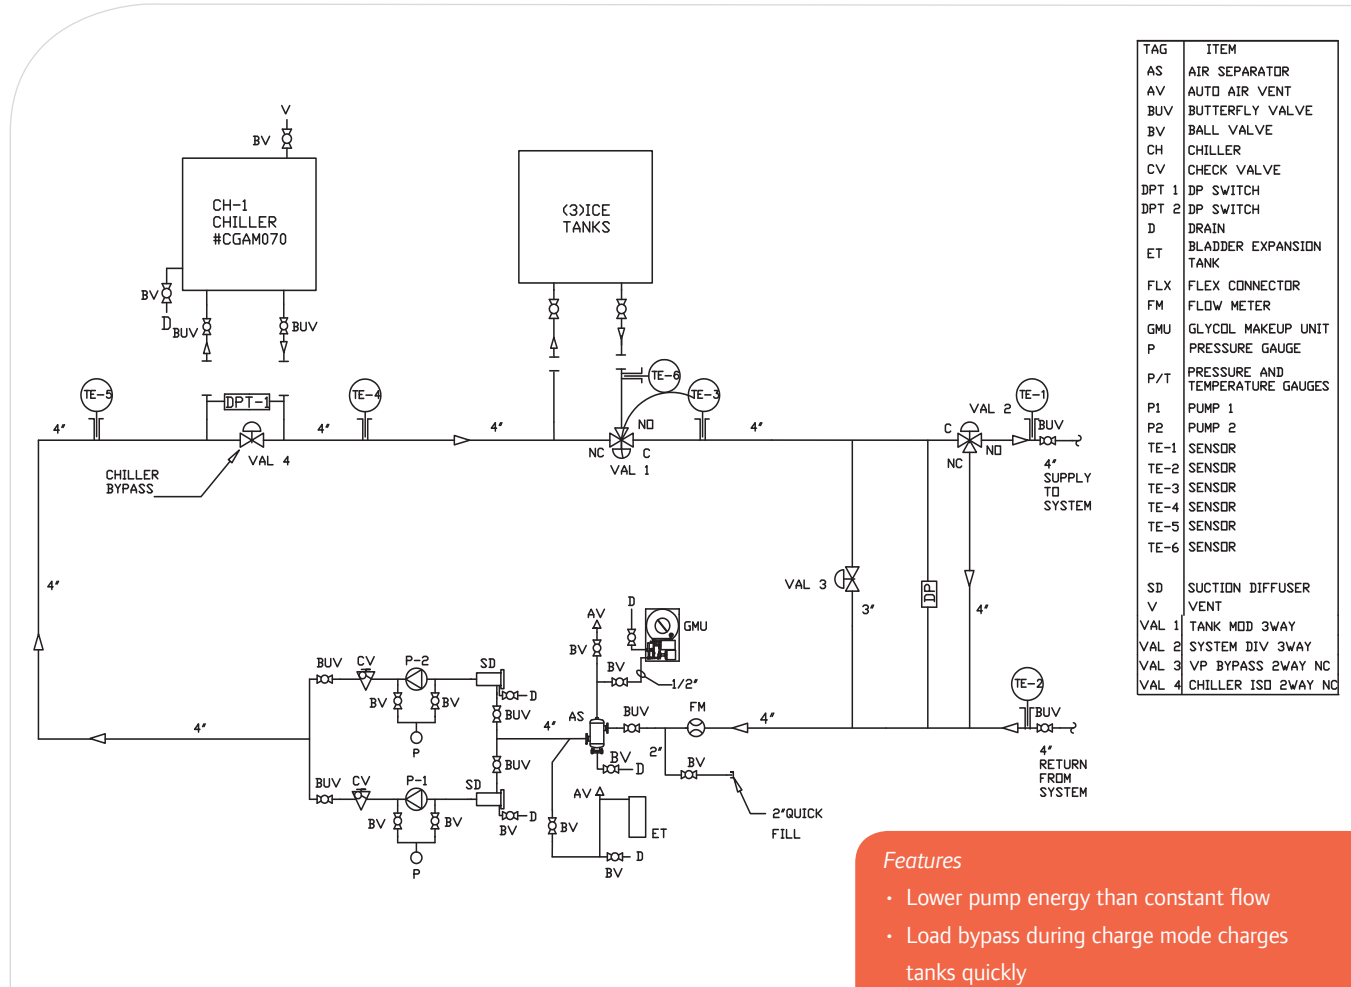 V
BV
CH-1
CHILLER
#CGAM070
BV
D
BUV
BUV
(3)ICE
TANKS
TE-5
DPT-1
TE-4
TE-6
TE-3
VAL 2
TE-1
BUV
4"
4"
4"
4"
C
NO
NC
NO
NC
C
VAL 4
VAL 1
CHILLER
BYPASS
4"
SUPPLY
TO
SYSTEM
4"
VAL 3
3"
DP
4"
AV
D
GMU
BV
BV
1/2"
BUV
CV
P-2
SD
BV
BV
D
BUV
P
4"
4"
AS
BUV
FM
4"
TE-2
BUV
2"
BV
D
BV
4"
RETURN
FROM
SYSTEM
BUV
BUV
CV
P-1
SD
BV
BV
D
BV
P
AV
BV
ET
D
BV
2"QUICK
FILL
TAG ITEM
AS AIR SEPARATOR
AV AUTO AIR VENT
BUV BUTTERFLY VALVE
BV BALL VALVE
CH CHILLER
CV CHECK VALVE
DPT 1 DP SWITCH
DPT 2 DP SWITCH
D DRAIN
ET BLADDER EXPANSION
TANK
FLX FLEX CONNECTOR
FM FLOW METER
GMU GLYCOL MAKEUP UNIT
P PRESSURE GAUGE
P/T PRESSURE AND
TEMPERATURE GAUGES
P1 PUMP 1
P2 PUMP 2
TE-1 SENSOR
TE-2 SENSOR
TE-3 SENSOR
TE-4 SENSOR
TE-5 SENSOR
TE-6 SENSOR
SD SUCTION DIFFUSER
V VENT
VAL 1 TANK MOD 3WAY
VAL 2 SYSTEM DIV 3WAY
VAL 3 VP BYPASS 2WAY NC
VAL 4 CHILLER ISO 2WAY NC
Features
· Lower pump energy than constant flow
· Load bypass during charge mode charges
tanks quickly